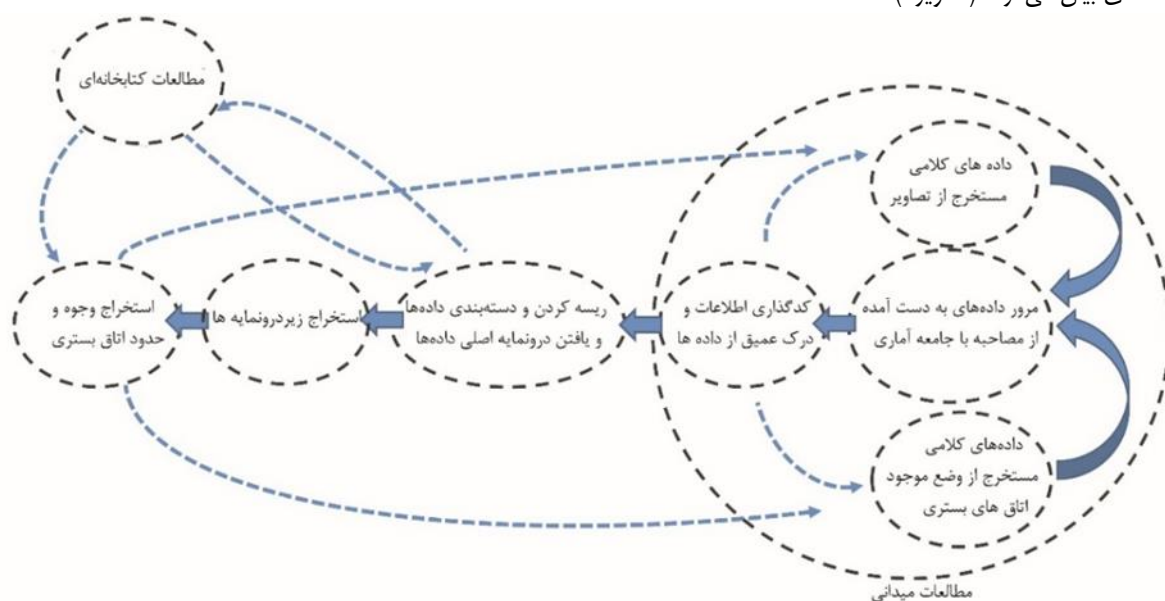 مطالعات کتابخانه‌ای
داده های کلامی
مستخرج از تصاویر
مرور داده‌های به دست آمده
از مصاحبه با جامعه آماری
کدگذاری اطلاعات و
درک عمیق از داده ها
ریسه کردن و دسته‌بندی داده‌ها
و یافتن درونمایه اصلی داده‌ها
استخراج زیردرونمایه ها
استخراج وجوه و
حدود اتاق بستری
داده‌های کلامی
مستخرج از وضع موجود
اتاق های بستری
مطالعات میدانی